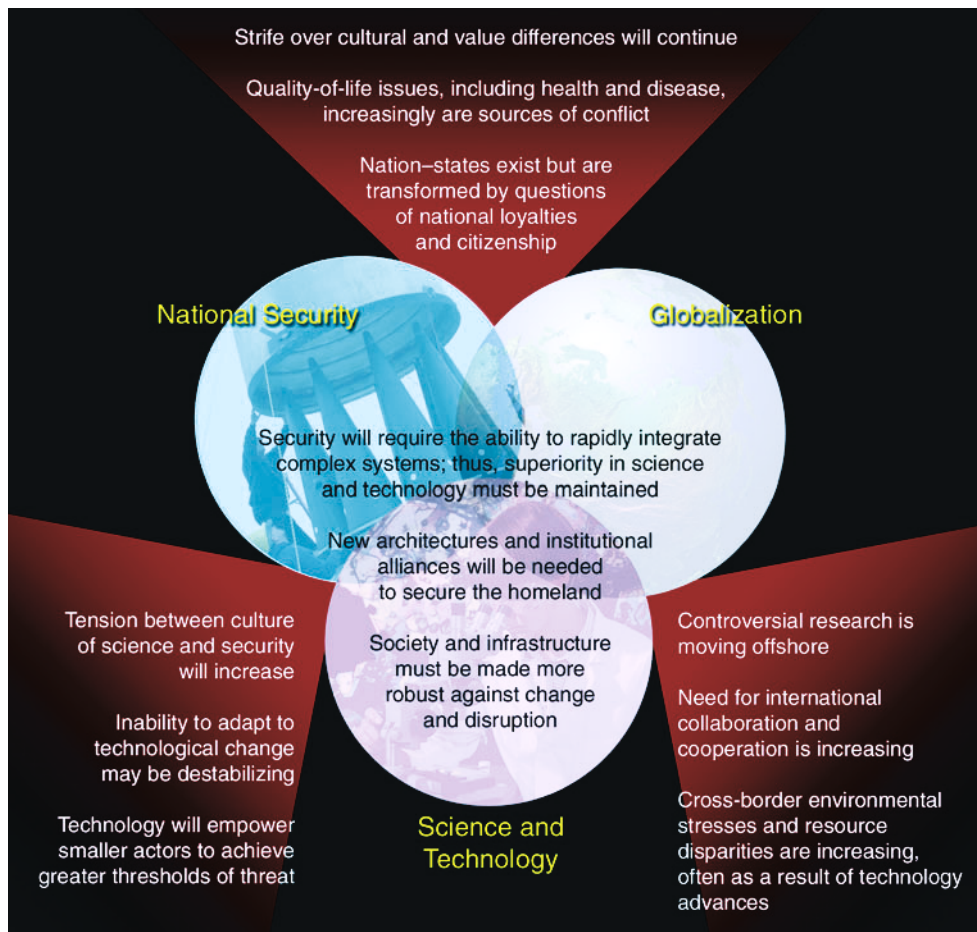 Strife over cultural and value differences will continue
Quality-of-life issues, including health and disease,
increasingly are sources of conflict
Nation–states exist but are
transformed by questions
of national loyalties
and citizenship
National Security
Globalization
Security will require the ability to rapidly integrate
complex systems; thus, superiority in science
and technology must be maintained
New architectures and institutional
alliances will be needed
to secure the homeland
Society and infrastructure
must be made more
robust against change
and disruption
Tension between culture
of science and security
will increase
Inability to adapt to
technological change
may be destabilizing
Technology will empower
smaller actors to achieve
greater thresholds of threat
Science and
Technology
Controversial research is
moving offshore
Need for international
collaboration and
cooperation is increasing
Cross-border environmental
stresses and resource
disparities are increasing,
often as a result of technology
advances